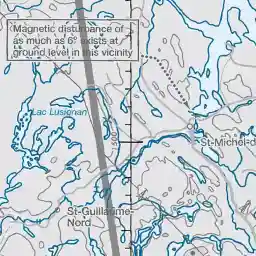 Magnetic disturbance of
as much as 6° exists at
ground level in this vicinity
Lac Lusignan
1500
St-Michel-d
St-Guillaume-
Nord